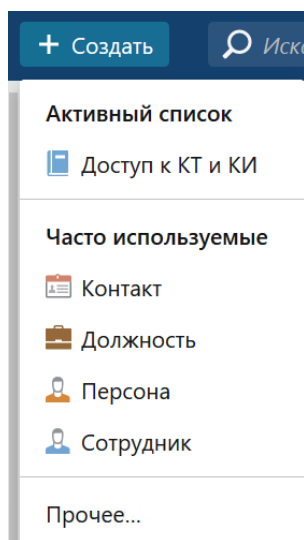 + Создать
Активный список
Доступ к КТ и КИ
Часто используемые
Контакт
Должность
Персона
Сотрудник
Прочее...